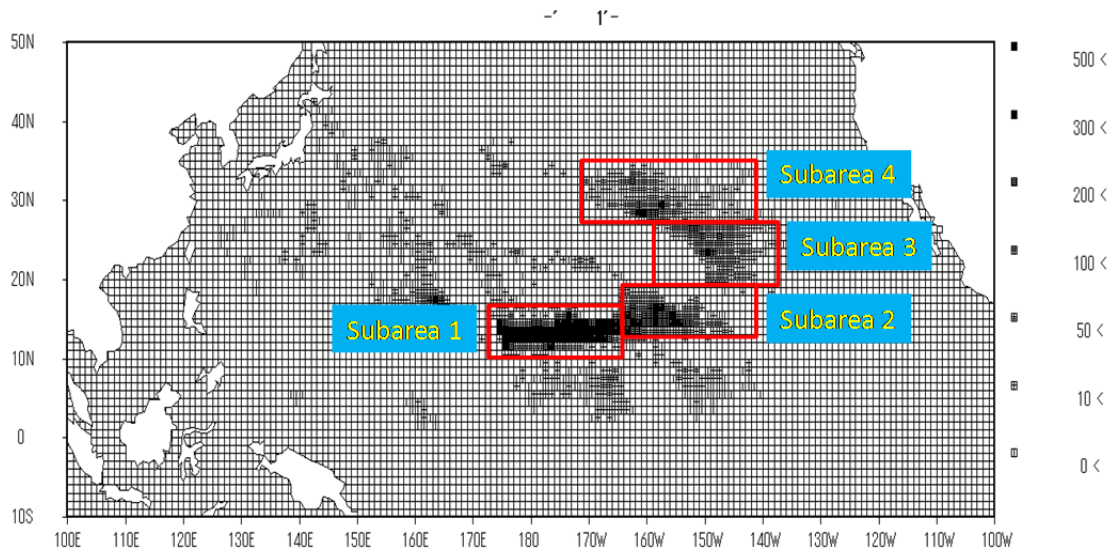 -′ 1′-
50N
500 <
40N
300 <
Subarea 4
30N
200 <
Subarea 3
20N
100 <
Subarea 1
Subarea 2
50 <
10N
10 <
0
0 <
10S
100E 110E 120E 130E 140E 150E 160E 170E 180 170W 160W 150W 140W 130W 120W 110W 100W